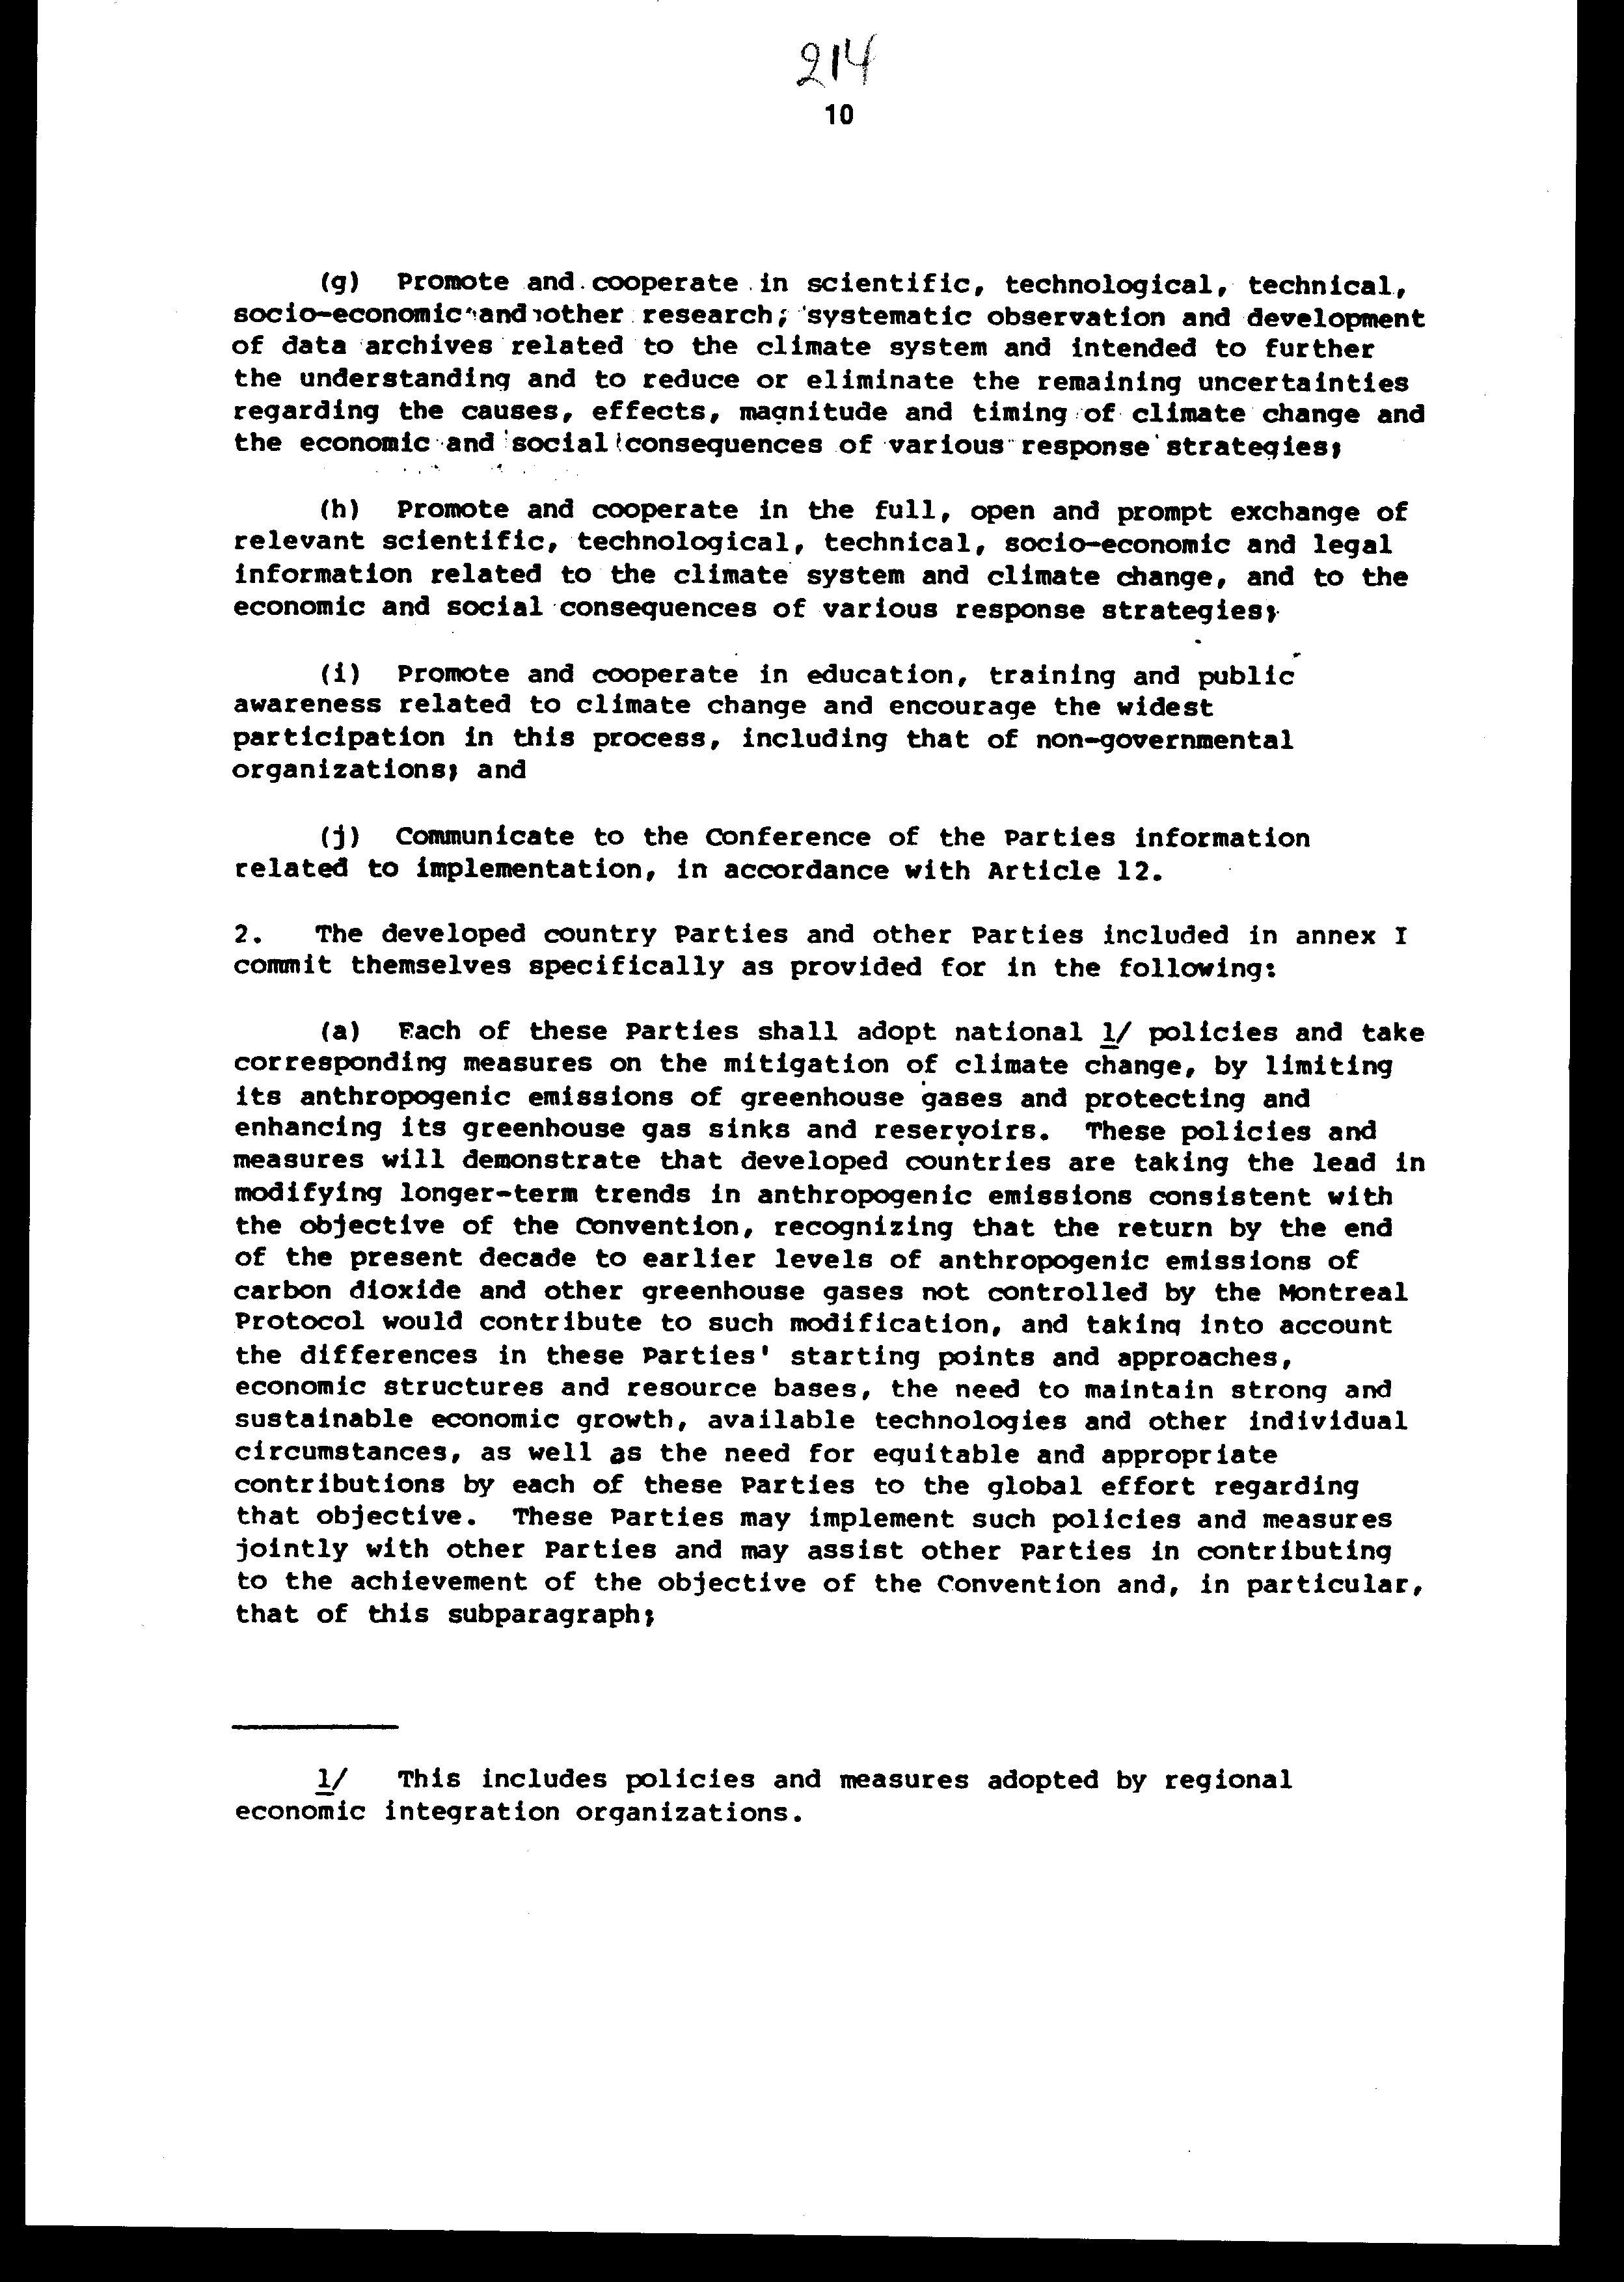 214
10
(g) Promote and cooperate in scientific, technological, technical,
socio-economic and other research, systematic observation and development
of data archives related to the climate system and intended to further
the understanding and to reduce or eliminate the remaining uncertainties
regarding the causes, effects, magnitude and timing of climate change and
the economic and social consequences of various response strategies;
(h) Promote and cooperate in the full, open and prompt exchange of
relevant scientific, technological, technical, socio-economic and legal
information related to the climate system and climate change, and to the
economic and social consequences of various response strategies;
(i) Promote and cooperate in education, training and public
awareness related to climate change and encourage the widest
participation in this process, including that of non-governmental
organizations; and
(j) Communicate to the Conference of the Parties information
related to implementation, in accordance with Article 12.
2. The developed country Parties and other Parties included in annex I
commit themselves specifically as provided for in the following:
(a) Each of these Parties shall adopt national 1/ policies and take
corresponding measures on the mitigation of climate change, by limiting
its anthropogenic emissions of greenhouse gases and protecting and
enhancing its greenhouse gas sinks and reservoirs. These policies and
measures will demonstrate that developed countries are taking the lead in
modifying longer-term trends in anthropogenic emissions consistent with
the objective of the Convention, recognizing that the return by the end
of the present decade to earlier levels of anthropogenic emissions of
carbon dioxide and other greenhouse gases not controlled by the Montreal
Protocol would contribute to such modification, and taking into account
the differences in these Parties' starting points and approaches,
economic structures and resource bases, the need to maintain strong and
sustainable economic growth, available technologies and other individual
circumstances, as well as the need for equitable and appropriate
contributions by each of these Parties to the global effort regarding
that objective. These Parties may implement such policies and measures
jointly with other Parties and may assist other Parties in contributing
to the achievement of the objective of the Convention and, in particular,
that of this subparagraph;
1/ This includes policies and measures adopted by regional
economic integration organizations.